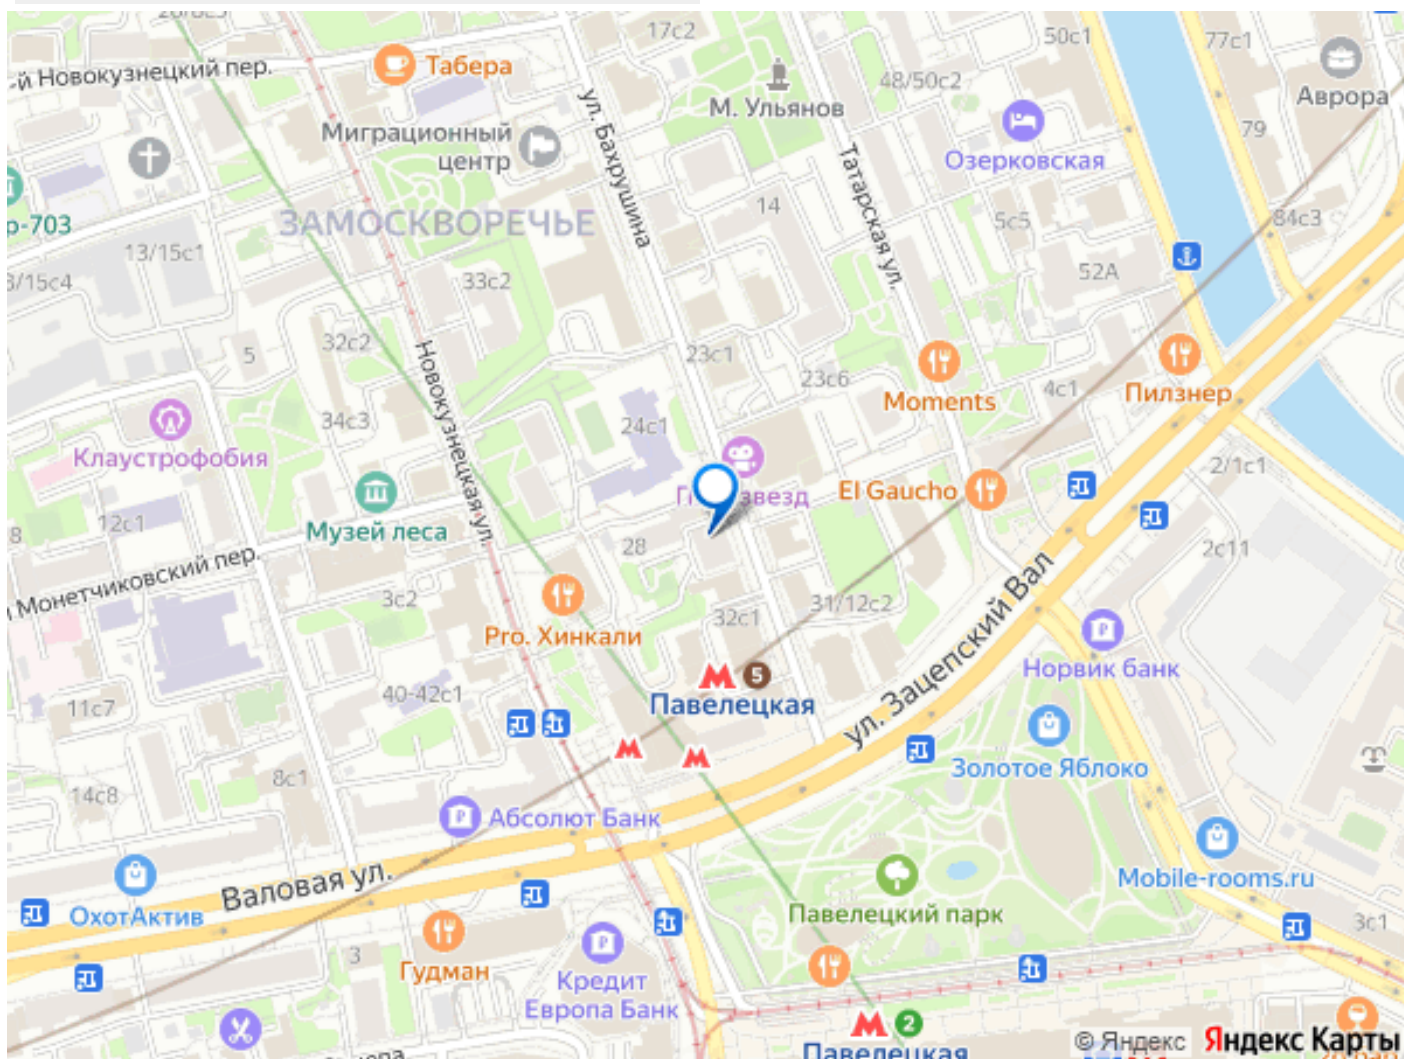 17с2
50с1
77с1
-й Новокузнецкий пер.
Табера
48/50с2
Аврора
М. Ульянов
79
Миграционный
центр
ул. Бахрушина
Озерковская
Татарская ул.
р-703
ЗАМОСКВОРЕЧЬЕ
14
5с5
84с3
13/15с1
3/15с4
33с2
52А
5
32с2
Новокузнецкая ул.
23с1
23с6
Moments
4с1
Пилзнер
34с3
24с1
Клаустрофобия
2/1с1
El Gaucho
звезд
12с1
8
Музей леса
28
Монетчиковский пер.
2с11
3с2
31/12с2
32с1
Pro. Хинкали
ул. Зацепский Вал
Норвик банк
5
Павелецкая
40-42с1
11с7
Золотое Яблоко
8с1
14с8
Абсолют Банк
Валовая ул.
Mobile-rooms.ru
ОхотАктив
Павелецкий парк
3с1
3
Гудман
Кредит
Европа Банк
2
Павелецкая
© Яндекс
Яндекс Карты